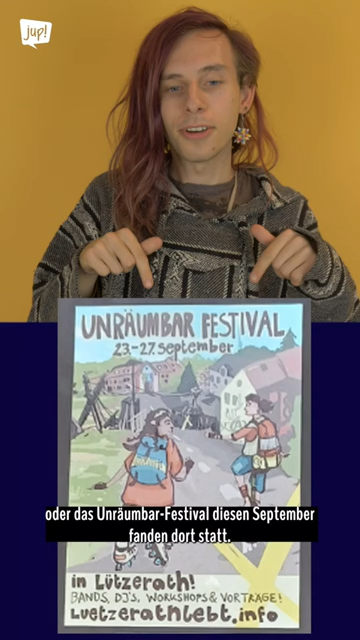 jup!
UNRÄUMBAR FESTIVAL
23.-27. September
oder das Unräumbar-Festival diesen September
fanden dort statt.
in Lützerath!
BANDS, DJ'S, WORKSHOPS & VORTRÄGE!
Luetzerathlebt.info